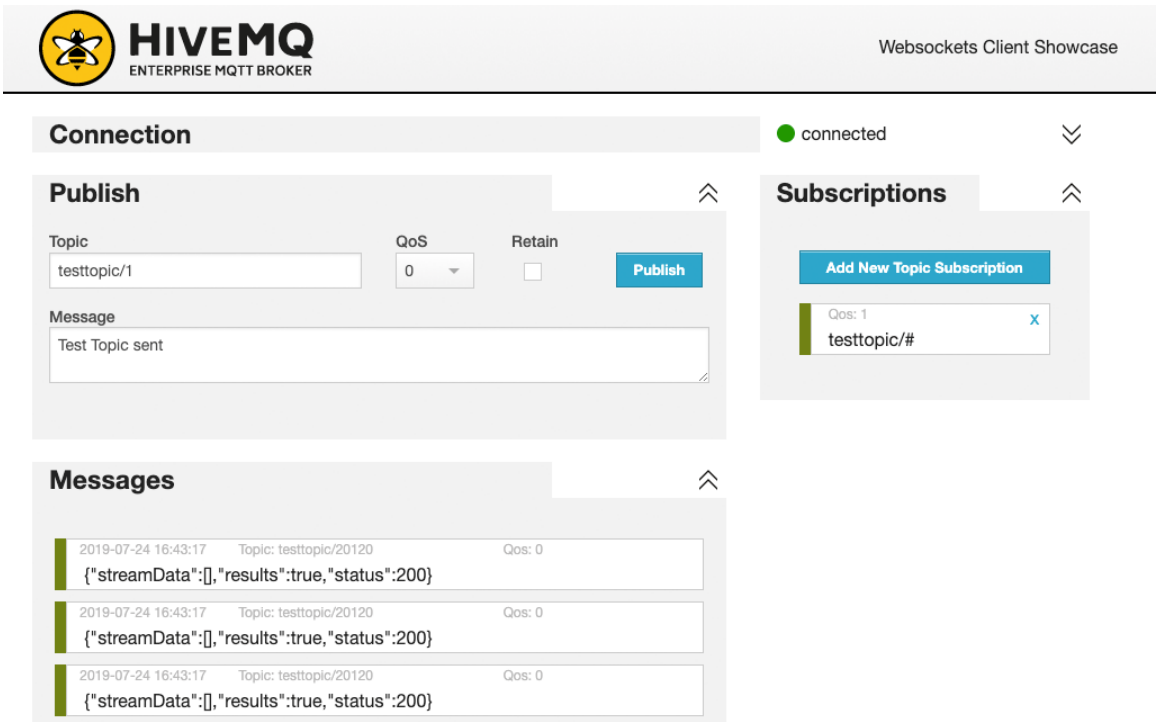 HIVEMQ
ENTERPRISE MQTT BROKER
Websockets Client Showcase
Connection
connected
Publish
Subscriptions
Topic QoS Retain
testtopic/1 0 Publish
Add New Topic Subscription
Message
Test Topic sent
Qos: 1 x
testtopic/#
Messages
2019-07-24 16:43:17 Topic: testtopic/20120 Qos: 0
{"streamData":[],"results":true,"status":200}
2019-07-24 16:43:17 Topic: testtopic/20120 Qos: 0
{"streamData":[],"results":true,"status":200}
2019-07-24 16:43:17 Topic: testtopic/20120 Qos: 0
{"streamData":[],"results":true,"status":200}